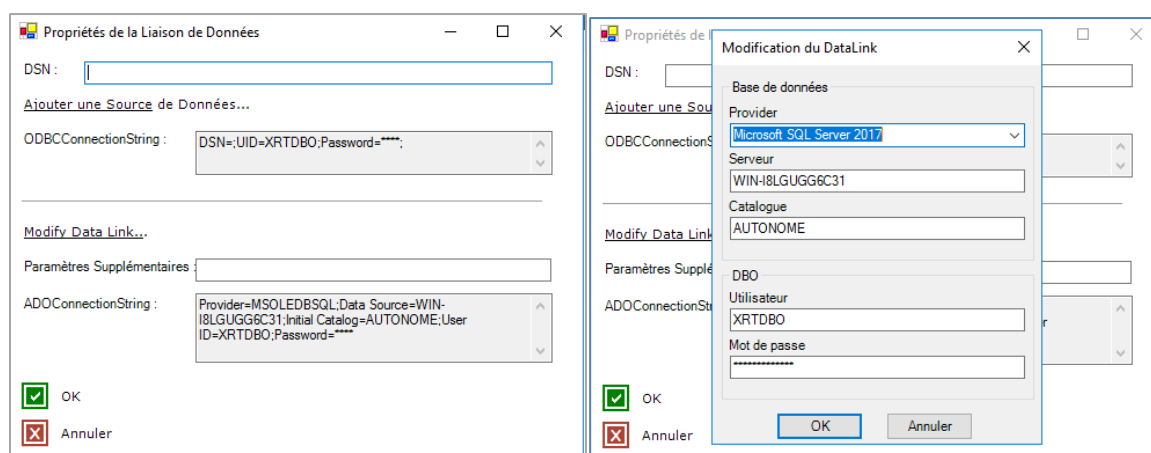 Propriétés de la Liaison de Données
DSN :
Ajouter une Source de Données...
ODBCConnectionString :
DSN=;UID=XRTDBO;Password=****;
Modify Data Link...
Paramètres Supplémentaires :
ADOConnectionString :
Provider=MSOLEDBSQL;Data Source=WIN-
I8LGUGG6C31;Initial Catalog=AUTONOME;User
ID=XRTDBO;Password=****
OK
Annuler
Propriétés de l
DSN :
Ajouter une Sou
ODBCConnectionS
Modify Data Link
Paramètres Supplé
ADOConnectionStr
r
OK
Annuler
Modification du DataLink
Base de données
Provider
Microsoft SQL Server 2017
Serveur
WIN-I8LGUGG6C31
Catalogue
AUTONOME
DBO
Utilisateur
XRTDBO
Mot de passe
*************
OK
Annuler